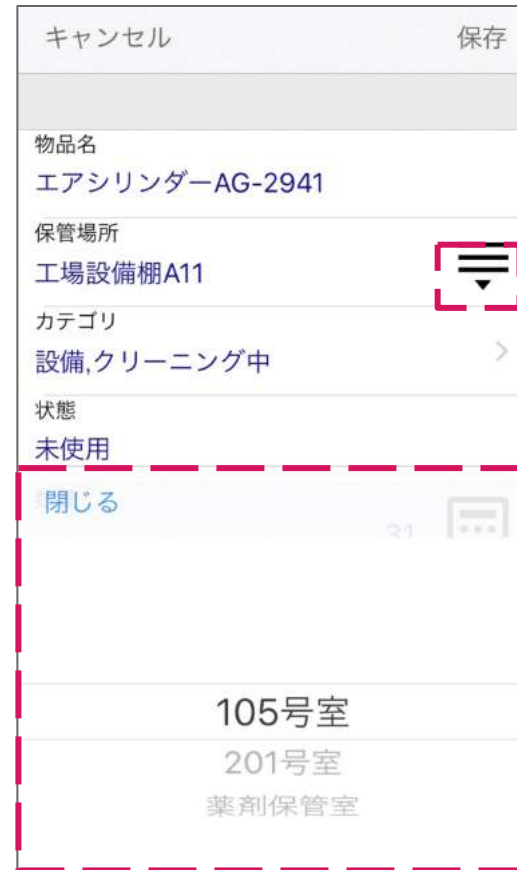 キャンセル 保存
物品名
エアシリンダーAG-2941
保管場所
工場設備棚A11
カテゴリ
設備,クリーニング中
状態
未使用
閉じる
31
105号室
201号室
薬剤保管室